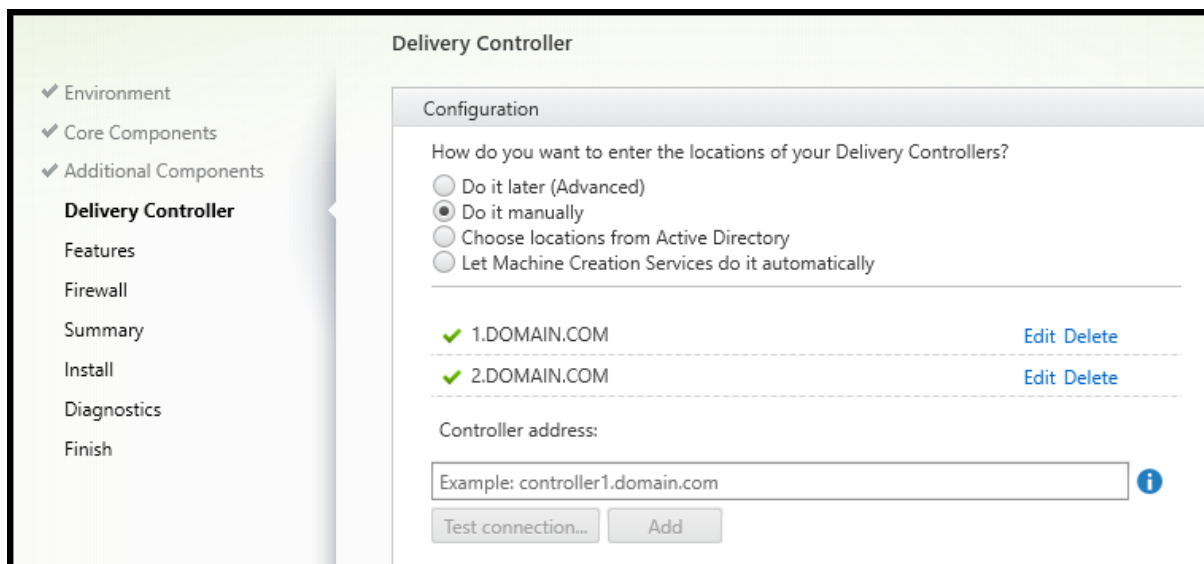 Delivery Controller
Environment
Core Components
Additional Components
Delivery Controller
Features
Firewall
Summary
Install
Diagnostics
Finish
Configuration
How do you want to enter the locations of your Delivery Controllers?
Do it later (Advanced)
Do it manually
Choose locations from Active Directory
Let Machine Creation Services do it automatically
1.DOMAIN.COM Edit Delete
2.DOMAIN.COM Edit Delete
Controller address:
Example: controller1.domain.com
Test connection... Add